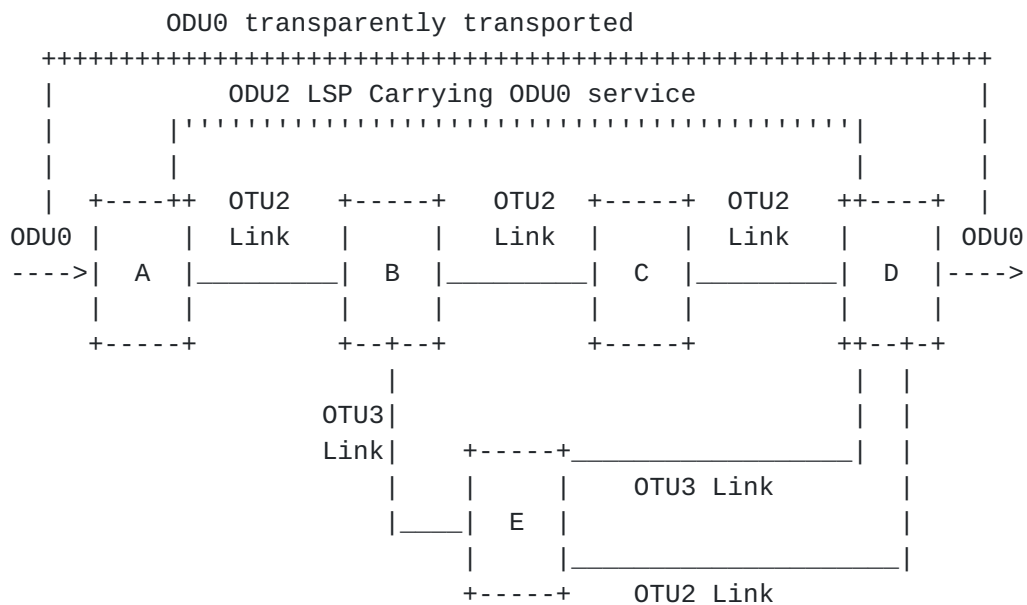 ODU0 transparently transported
ODU2 LSP Carrying ODU0 service
OTU2 OTU2 OTU2
ODU0 Link Link Link ODU0
A B C D
OTU3
Link
OTU3 Link
E
OTU2 Link